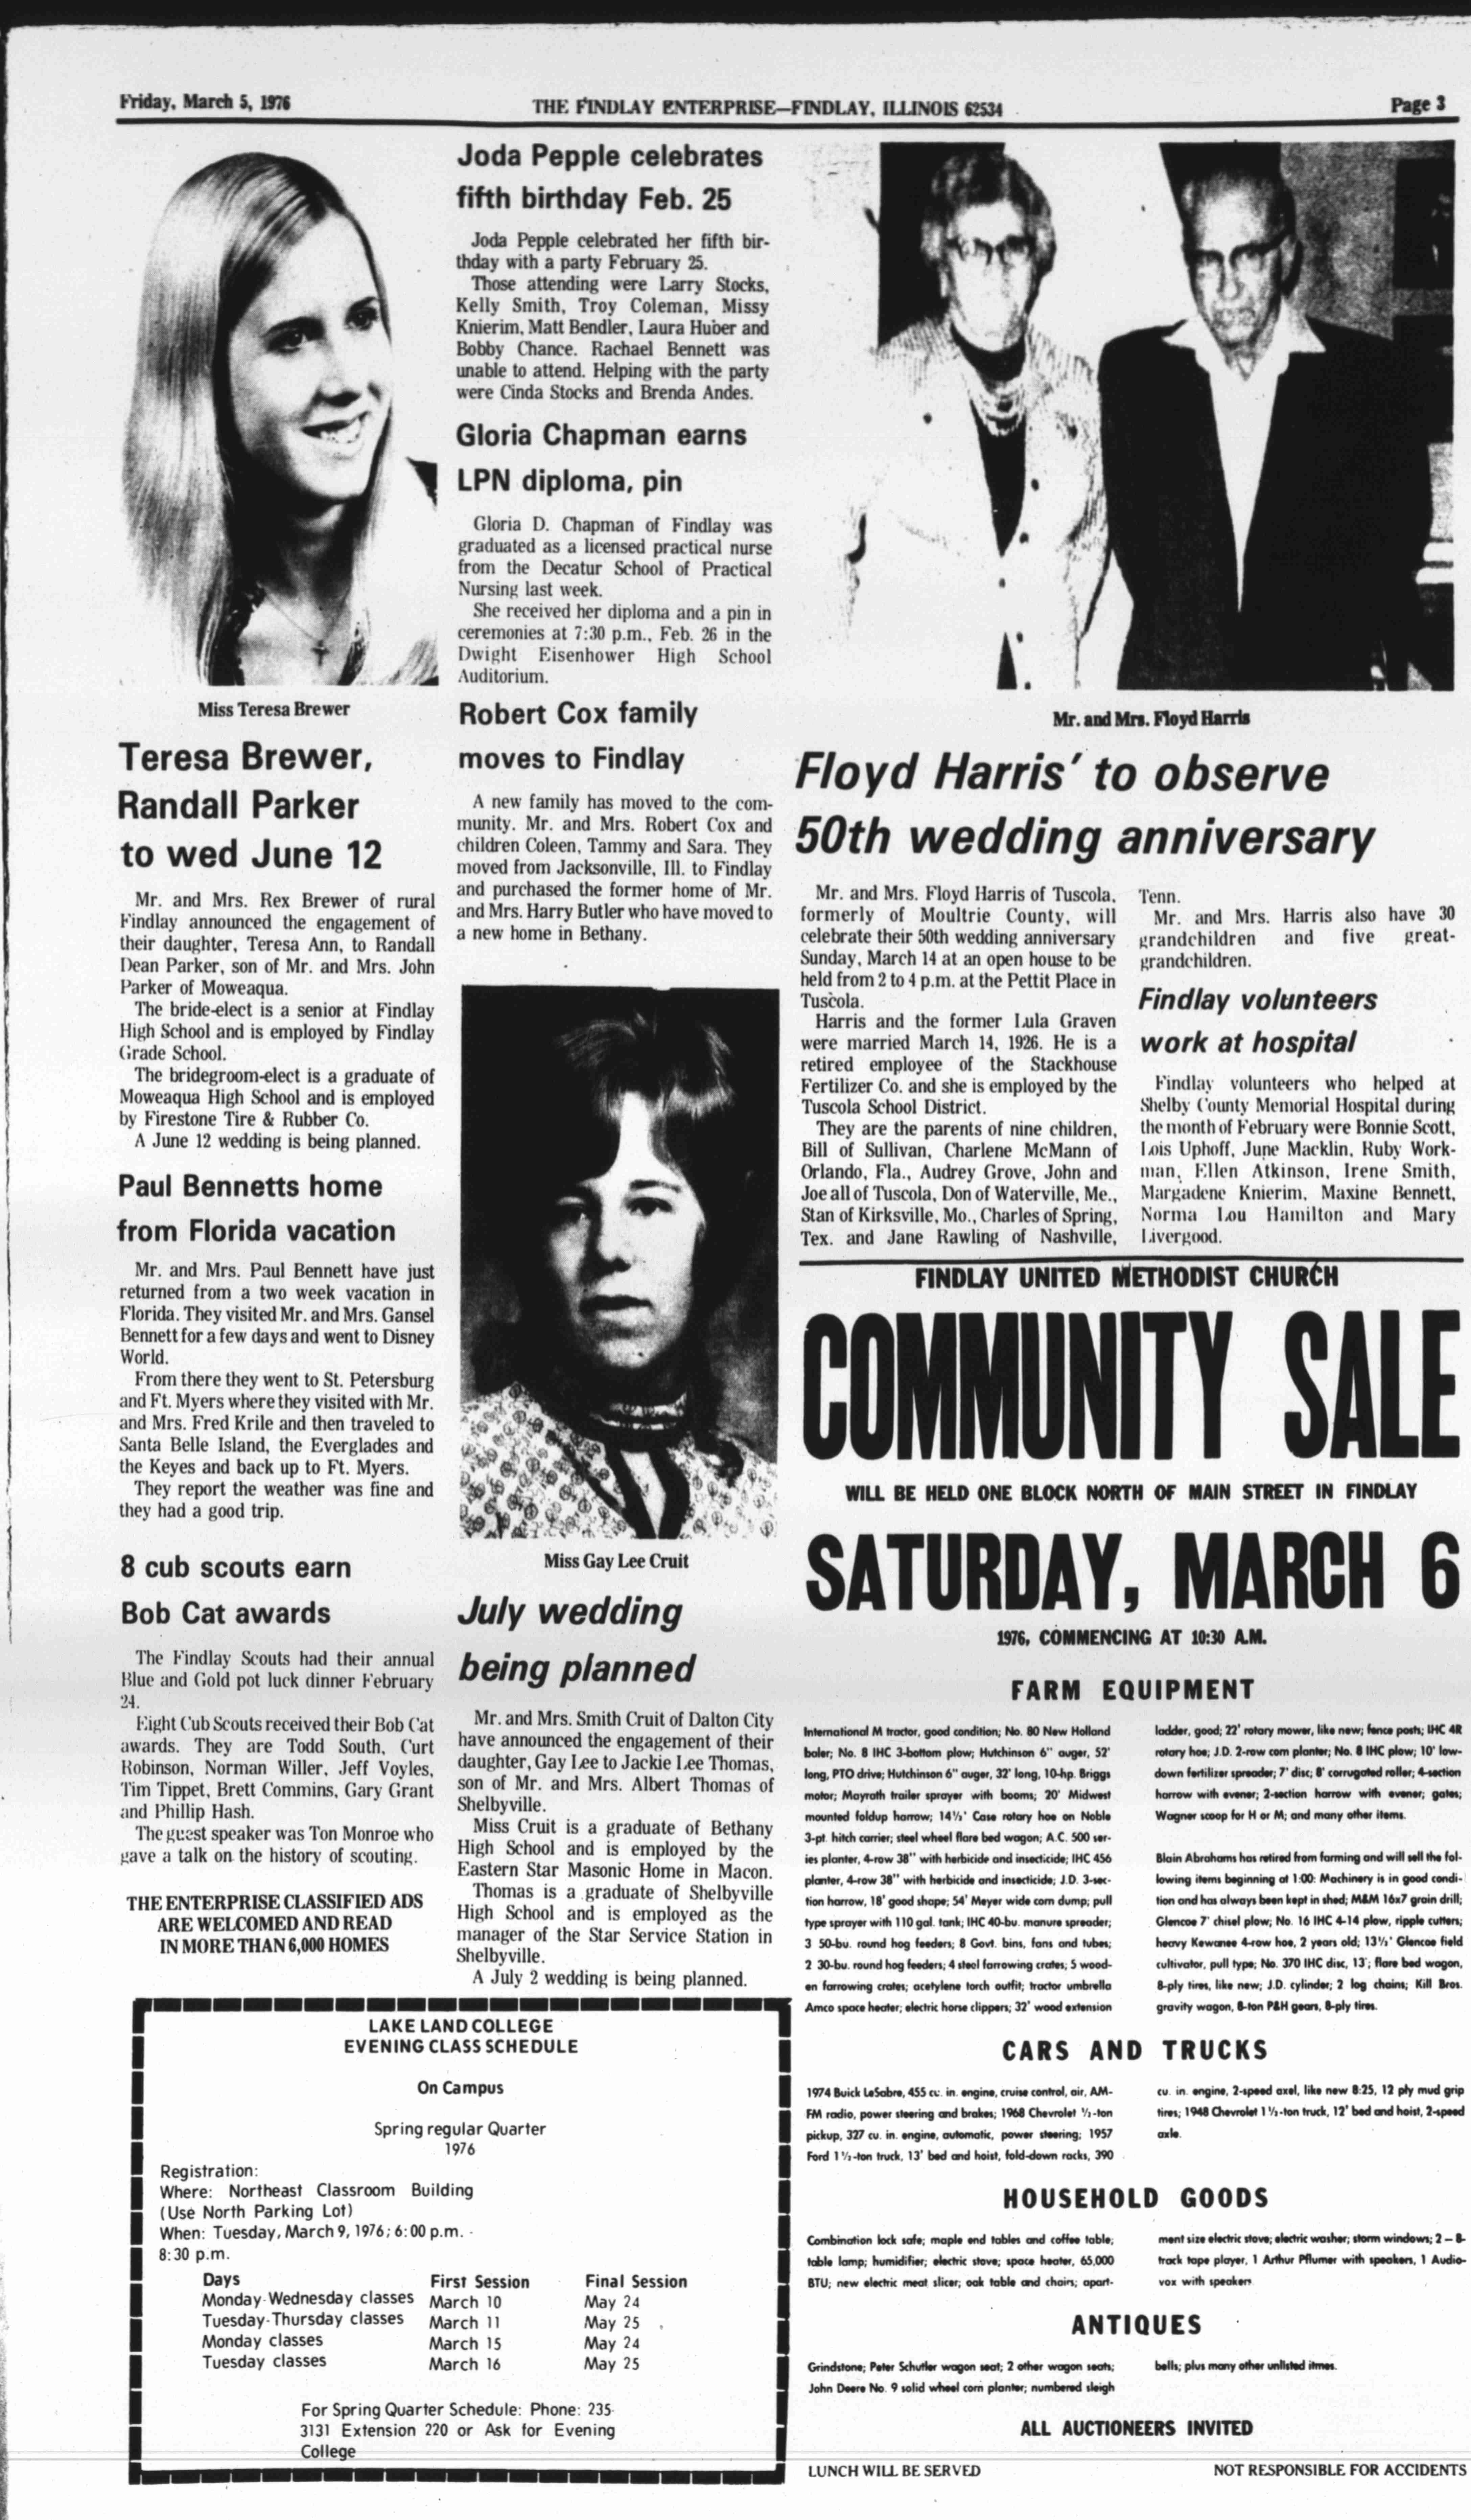 Friday, March 5, 1976
THE FINDLAY ENTERPRISE—FINDLAY, ILLINOIS 62534
Page 3
Miss Teresa Brewer
Teresa Brewer,
Randall Parker
to wed June 12
Mr. and Mrs. Rex Brewer of rural
Findlay announced the engagement of
their daughter, Teresa Ann, to Randall
Dean Parker, son of Mr. and Mrs. John
Parker of Moweaqua.
The bride-elect is a senior at Findlay
High School and is employed by Findlay
Grade School.
The bridegroom-elect is a graduate of
Moweaqua High School and is employed
by Firestone Tire & Rubber Co.
A June 12 wedding is being planned.
Paul Bennetts home
from Florida vacation
Mr. and Mrs. Paul Bennett have just
returned from a two week vacation in
Florida. They visited Mr. and Mrs. Gansel
Bennett for a few days and went to Disney
World.
From there they went to St. Petersburg
and Ft. Myers where they visited with Mr.
and Mrs. Fred Krile and then traveled to
Santa Belle Island, the Everglades and
the Keyes and back up to Ft. Myers.
They report the weather was fine and
they had a good trip.
8 cub scouts earn
Bob Cat awards
The Findlay Scouts had their annual
Blue and Gold pot luck dinner February
24.
Eight Cub Scouts received their Bob Cat
awards. They are Todd South, Curt
Robinson, Norman Willer, Jeff Voyles,
Tim Tippet, Brett Commins, Gary Grant
and Phillip Hash.
The guest speaker was Ton Monroe who
gave a talk on the history of scouting.
THE ENTERPRISE CLASSIFIED ADS
ARE WELCOMED AND READ
IN MORE THAN 6,000 HOMES
Joda Pepple celebrates
fifth birthday Feb. 25
Joda Pepple celebrated her fifth bir-
thday with a party February 25.
Those attending were Larry Stocks,
Kelly Smith, Troy Coleman, Missy
Knierim, Matt Bendler, Laura Huber and
Bobby Chance. Rachael Bennett was
unable to attend. Helping with the party
were Cinda Stocks and Brenda Andes.
Gloria Chapman earns
LPN diploma, pin
Gloria D. Chapman of Findlay was
graduated as a licensed practical nurse
from the Decatur School of Practical
Nursing last week.
She received her diploma and a pin in
ceremonies at 7:30 p.m., Feb. 26 in the
Dwight Eisenhower High School
Auditorium.
Robert Cox family
moves to Findlay
A new family has moved to the com-
munity. Mr. and Mrs. Robert Cox and
children Coleen, Tammy and Sara. They
moved from Jacksonville, Ill. to Findlay
and purchased the former home of Mr.
and Mrs. Harry Butler who have moved to
a new home in Bethany.
Miss Gay Lee Cruit
July wedding
being planned
Mr. and Mrs. Smith Cruit of Dalton City
have announced the engagement of their
daughter, Gay Lee to Jackie Lee Thomas,
son of Mr. and Mrs. Albert Thomas of
Shelbyville.
Miss Cruit is a graduate of Bethany
High School and is employed by the
Eastern Star Masonic Home in Macon.
Thomas is a graduate of Shelbyville
High School and is employed as the
manager of the Star Service Station in
Shelbyville.
A July 2 wedding is being planned.
LAKE LAND COLLEGE
EVENING CLASS SCHEDULE
On Campus
Spring regular Quarter
1976
Registration:
Where: Northeast Classroom Building
(Use North Parking Lot)
When: Tuesday, March 9, 1976; 6:00 p.m. -
8:30 p.m.
Days First Session Final Session
Monday-Wednesday classes March 10 May 24
Tuesday-Thursday classes March 11 May 25
Monday classes March 15 May 24
Tuesday classes March 16 May 25
For Spring Quarter Schedule: Phone: 235-
3131 Extension 220 or Ask for Evening
College
Mr. and Mrs. Floyd Harris
Floyd Harris' to observe
50th wedding anniversary
Mr. and Mrs. Floyd Harris of Tuscola,
formerly of Moultrie County, will
celebrate their 50th wedding anniversary
Sunday, March 14 at an open house to be
held from 2 to 4 p.m. at the Pettit Place in
Tuscola.
Harris and the former Lula Graven
were married March 14, 1926. He is a
retired employee of the Stackhouse
Fertilizer Co. and she is employed by the
Tuscola School District.
They are the parents of nine children,
Bill of Sullivan, Charlene McMann of
Orlando, Fla., Audrey Grove, John and
Joe all of Tuscola, Don of Waterville, Me.,
Stan of Kirksville, Mo., Charles of Spring,
Tex. and Jane Rawling of Nashville,
Tenn.
Mr. and Mrs. Harris also have 30
grandchildren and five great-
grandchildren.
Findlay volunteers
work at hospital
Findlay volunteers who helped at
Shelby County Memorial Hospital during
the month of February were Bonnie Scott,
Lois Uphoff, June Macklin, Ruby Work-
man, Ellen Atkinson, Irene Smith,
Margadene Knierim, Maxine Bennett,
Norma Lou Hamilton and Mary
Livergood.
FINDLAY UNITED METHODIST CHURCH
COMMUNITY SALE
WILL BE HELD ONE BLOCK NORTH OF MAIN STREET IN FINDLAY
SATURDAY, MARCH 6
1976, COMMENCING AT 10:30 A.M.
FARM EQUIPMENT
International M tractor, good condition; No. 80 New Holland
baler; No. 8 IHC 3-bottom plow; Hutchinson 6" auger, 52'
long, PTO drive; Hutchinson 6" auger, 32' long, 10-hp. Briggs
motor; Mayrath trailer sprayer with booms; 20' Midwest
mounted foldup harrow; 14½' Case rotary hoe on Noble
3-pt. hitch carrier; steel wheel flare bed wagon; A.C. 500 ser-
ies planter, 4-row 38" with herbicide and insecticide; IHC 456
planter, 4-row 38" with herbicide and insecticide; J.D. 3-sec-
tion harrow, 18' good shape; 54' Meyer wide corn dump; pull
type sprayer with 110 gal. tank; IHC 40-bu. manure spreader;
3 50-bu. round hog feeders; 8 Govt. bins, fans and tubes;
2 30-bu. round hog feeders; 4 steel farrowing crates; 5 wood-
en farrowing crates; acetylene torch outfit; tractor umbrella
Amco space heater; electric horse clippers; 32' wood extension
ladder, good; 22' rotary mower, like new; fence posts; IHC 4R
rotary hoe; J.D. 2-row corn planter; No. 8 IHC plow; 10' low-
down fertilizer spreader; 7' disc; 8' corrugated roller; 4-section
harrow with evener; 2-section harrow with evener; gates;
Wagner scoop for H or M; and many other items.
Blain Abrahams has retired from farming and will sell the fol-
lowing items beginning at 1:00: Machinery is in good condi-
tion and has always been kept in shed; M&M 16x7 grain drill;
Glencoe 7' chisel plow; No. 16 IHC 4-14 plow, ripple cutters;
heavy Kewanee 4-row hoe, 2 years old; 13½' Glencoe field
cultivator, pull type; No. 370 IHC disc, 13'; flare bed wagon,
8-ply tires, like new; J.D. cylinder; 2 log chains; Kill Bros.
gravity wagon, 8-ton P&H gears, 8-ply tires.
CARS AND TRUCKS
1974 Buick LeSabre, 455 cu. in. engine, cruise control, air, AM-
FM radio, power steering and brakes; 1968 Chevrolet ½-ton
pickup, 327 cu. in. engine, automatic, power steering; 1957
Ford 1½-ton truck, 13' bed and hoist, fold-down racks, 390
cu. in. engine, 2-speed axel, like new 8:25, 12 ply mud grip
tires; 1948 Chevrolet 1½-ton truck, 12' bed and hoist, 2-speed
axle.
HOUSEHOLD GOODS
Combination lock safe; maple end tables and coffee table;
table lamp; humidifier; electric stove; space heater, 65,000
BTU; new electric meat slicer; oak table and chairs; apart-
ment size electric stove; electric washer; storm windows; 2 — 8-
track tape player, 1 Arthur Pflumer with speakers, 1 Audio-
vox with speakers
ANTIQUES
Grindstone; Peter Schutler wagon seat; 2 other wagon seats;
John Deere No. 9 solid wheel corn planter; numbered sleigh
bells; plus many other unlisted itmes.
ALL AUCTIONEERS INVITED
LUNCH WILL BE SERVED
NOT RESPONSIBLE FOR ACCIDENTS